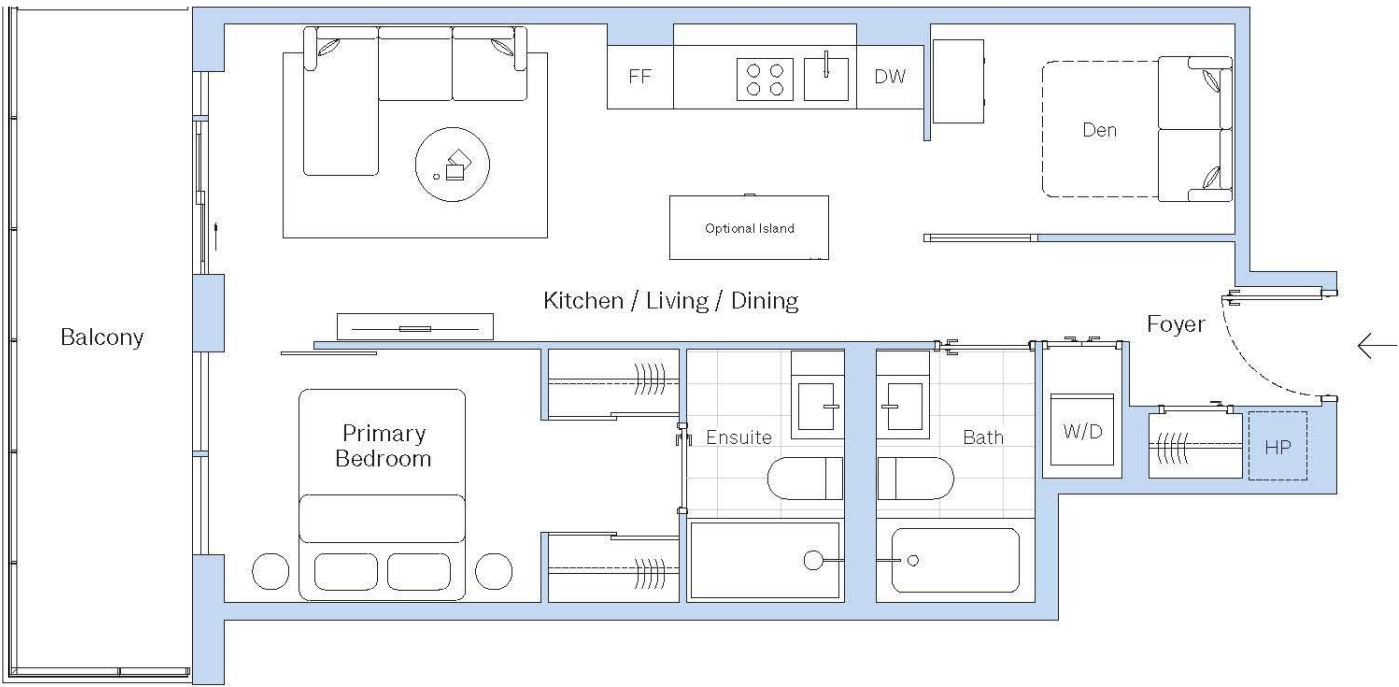 FF
DW
Den
Optional Island
Kitchen / Living / Dining
Balcony
Foyer
Primary
Bedroom
Ensuite
Bath
W/D
HP